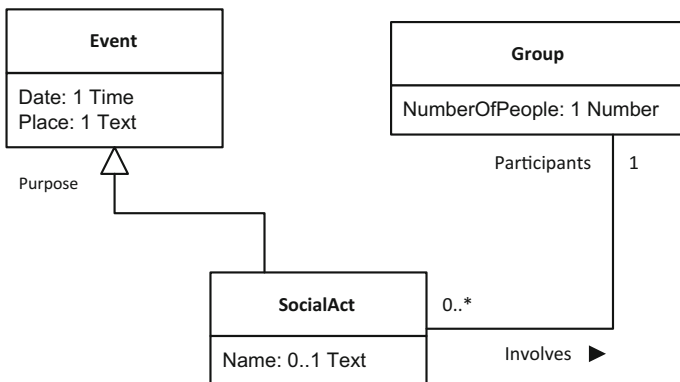 Event
Date: 1 Time
Place: 1 Text
Group
NumberOfPeople: 1 Number
Participants 1
Purpose
SocialAct
Name: 0..1 Text
0..*
Involves ►